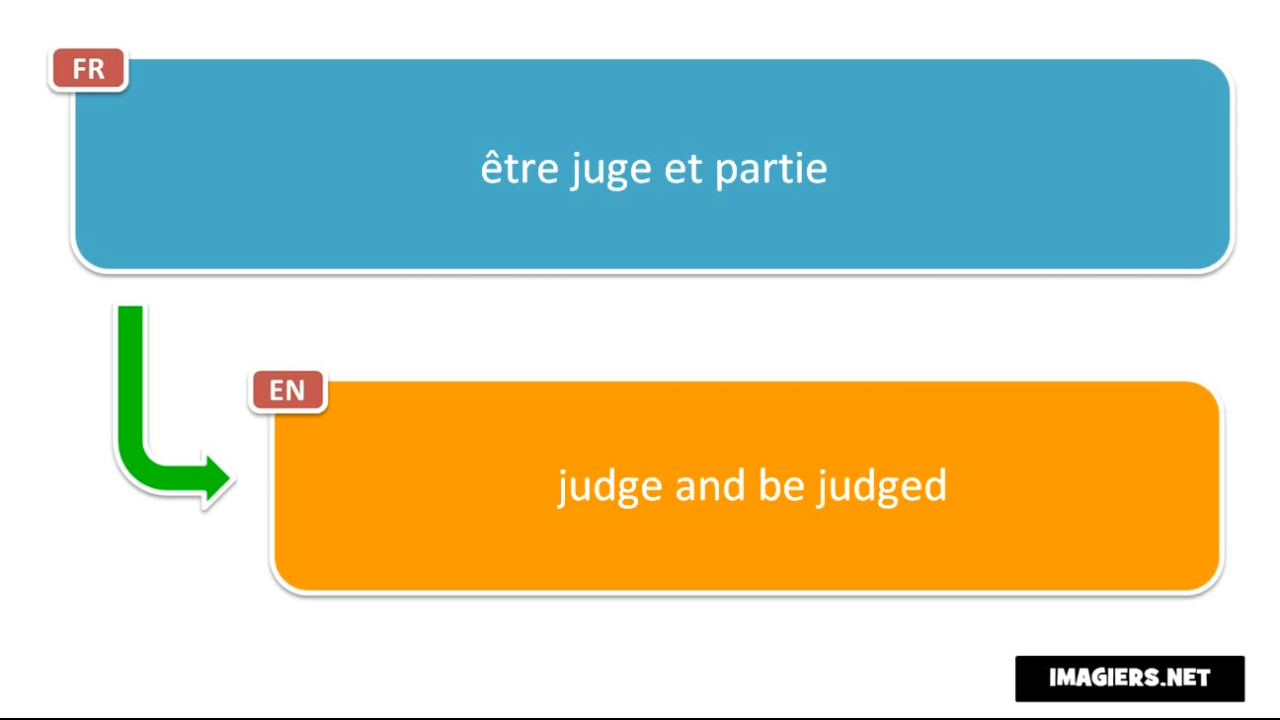 FR
être juge et partie
EN
judge and be judged
IMAGIERS.NET